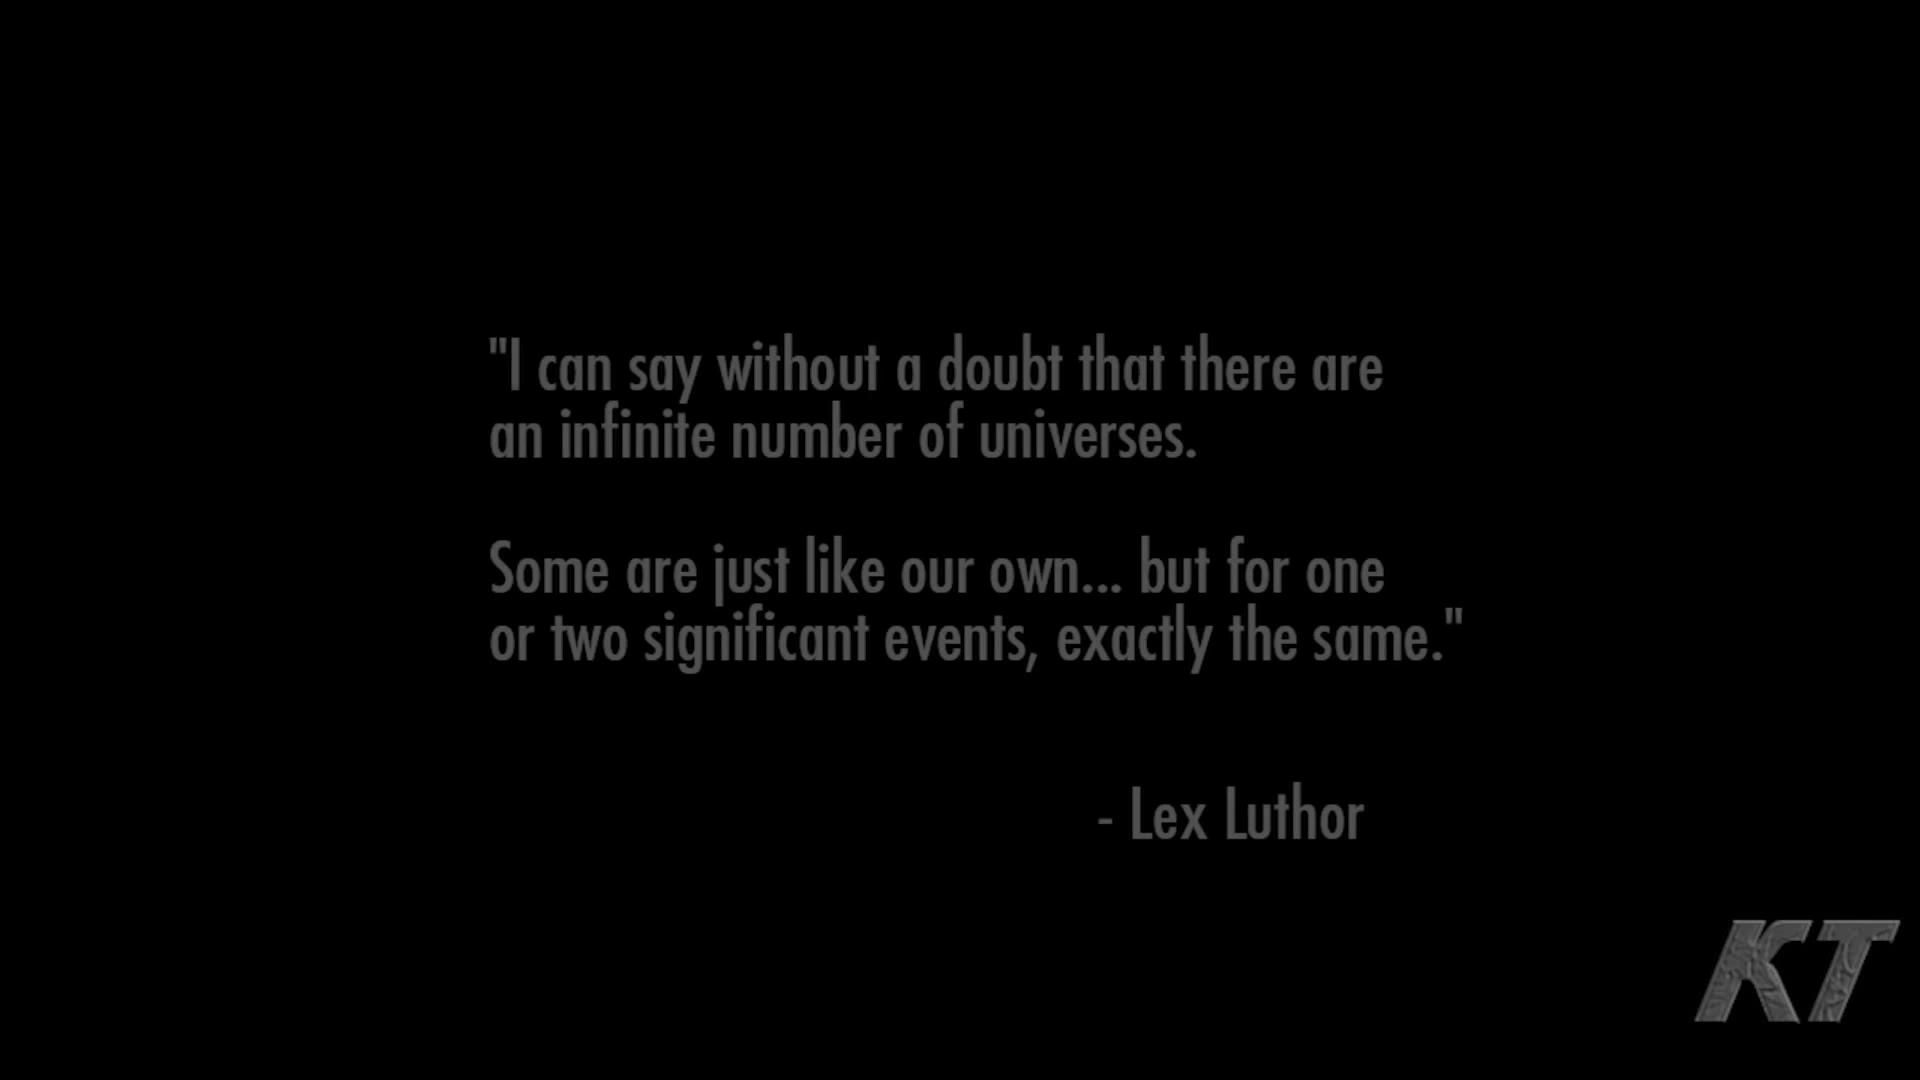 "I can say without a doubt that there are
an infinite number of universes.
Some are just like our own... but for one
or two significant events, exactly the same."
- Lex Luthor
KT